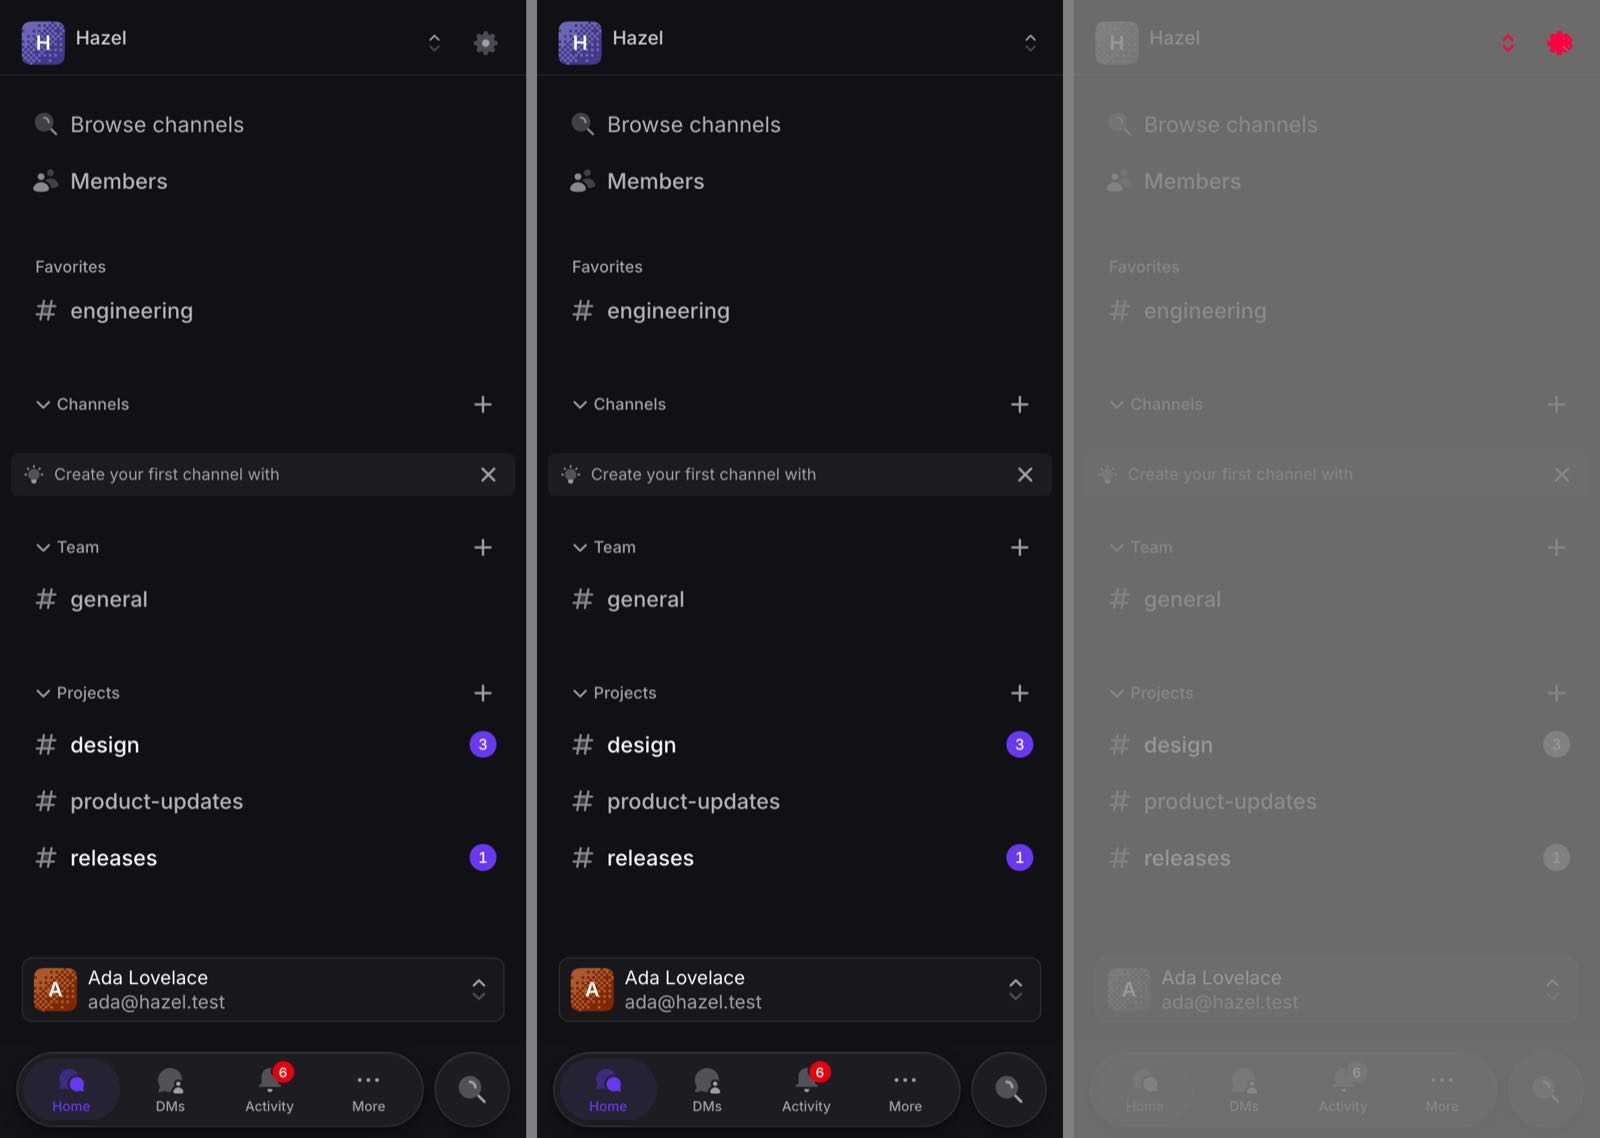 H Hazel
Browse channels
Members
Favorites
# engineering
Channels
Create your first channel with
Team
# general
Projects
# design 3
# product-updates
# releases 1
A Ada Lovelace
ada@hazel.test
6
Home DMs Activity More
H Hazel
Browse channels
Members
Favorites
# engineering
Channels
Create your first channel with
Team
# general
Projects
# design 3
# product-updates
# releases 1
A Ada Lovelace
ada@hazel.test
6
Home DMs Activity More
H Hazel
Browse channels
Members
Favorites
# engineering
Channels
Create your first channel with
Team
# general
Projects
# design 3
# product-updates
# releases 1
A Ada Lovelace
ada@hazel.test
6
Home DMs Activity More